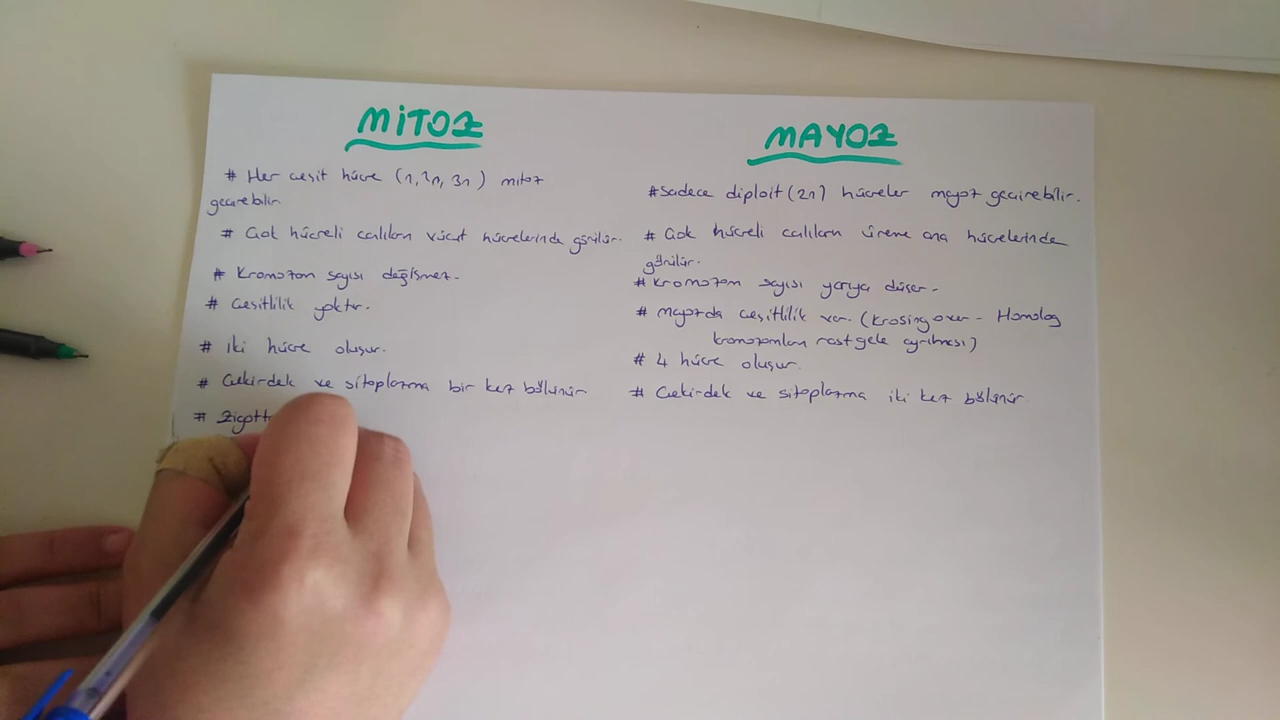 MİTOZ
# Her çeşit hücre (n, 2n, 3n) mitoz
geçirebilir
# Çok hücreli canlıların vücut hücrelerinde görülür.
# Kromozom sayısı değişmez.
# Çeşitlilik yoktur.
# iki hücre oluşur.
# Çekirdek ve sitoplazma bir kez bölünür
# Zigotta
MAYOZ
# Sadece diploit (2n) hücreler mayoz geçirebilir.
# Çok hücreli canlıların üreme ana hücrelerinde
görülür.
# Kromozom sayısı yarıya düşer.
# mayozda çeşitlilik var. (Krosing over - Homolog
kromozomların rastgele ayrılması)
# 4 hücre oluşur.
# Çekirdek ve sitoplazma iki kez bölünür